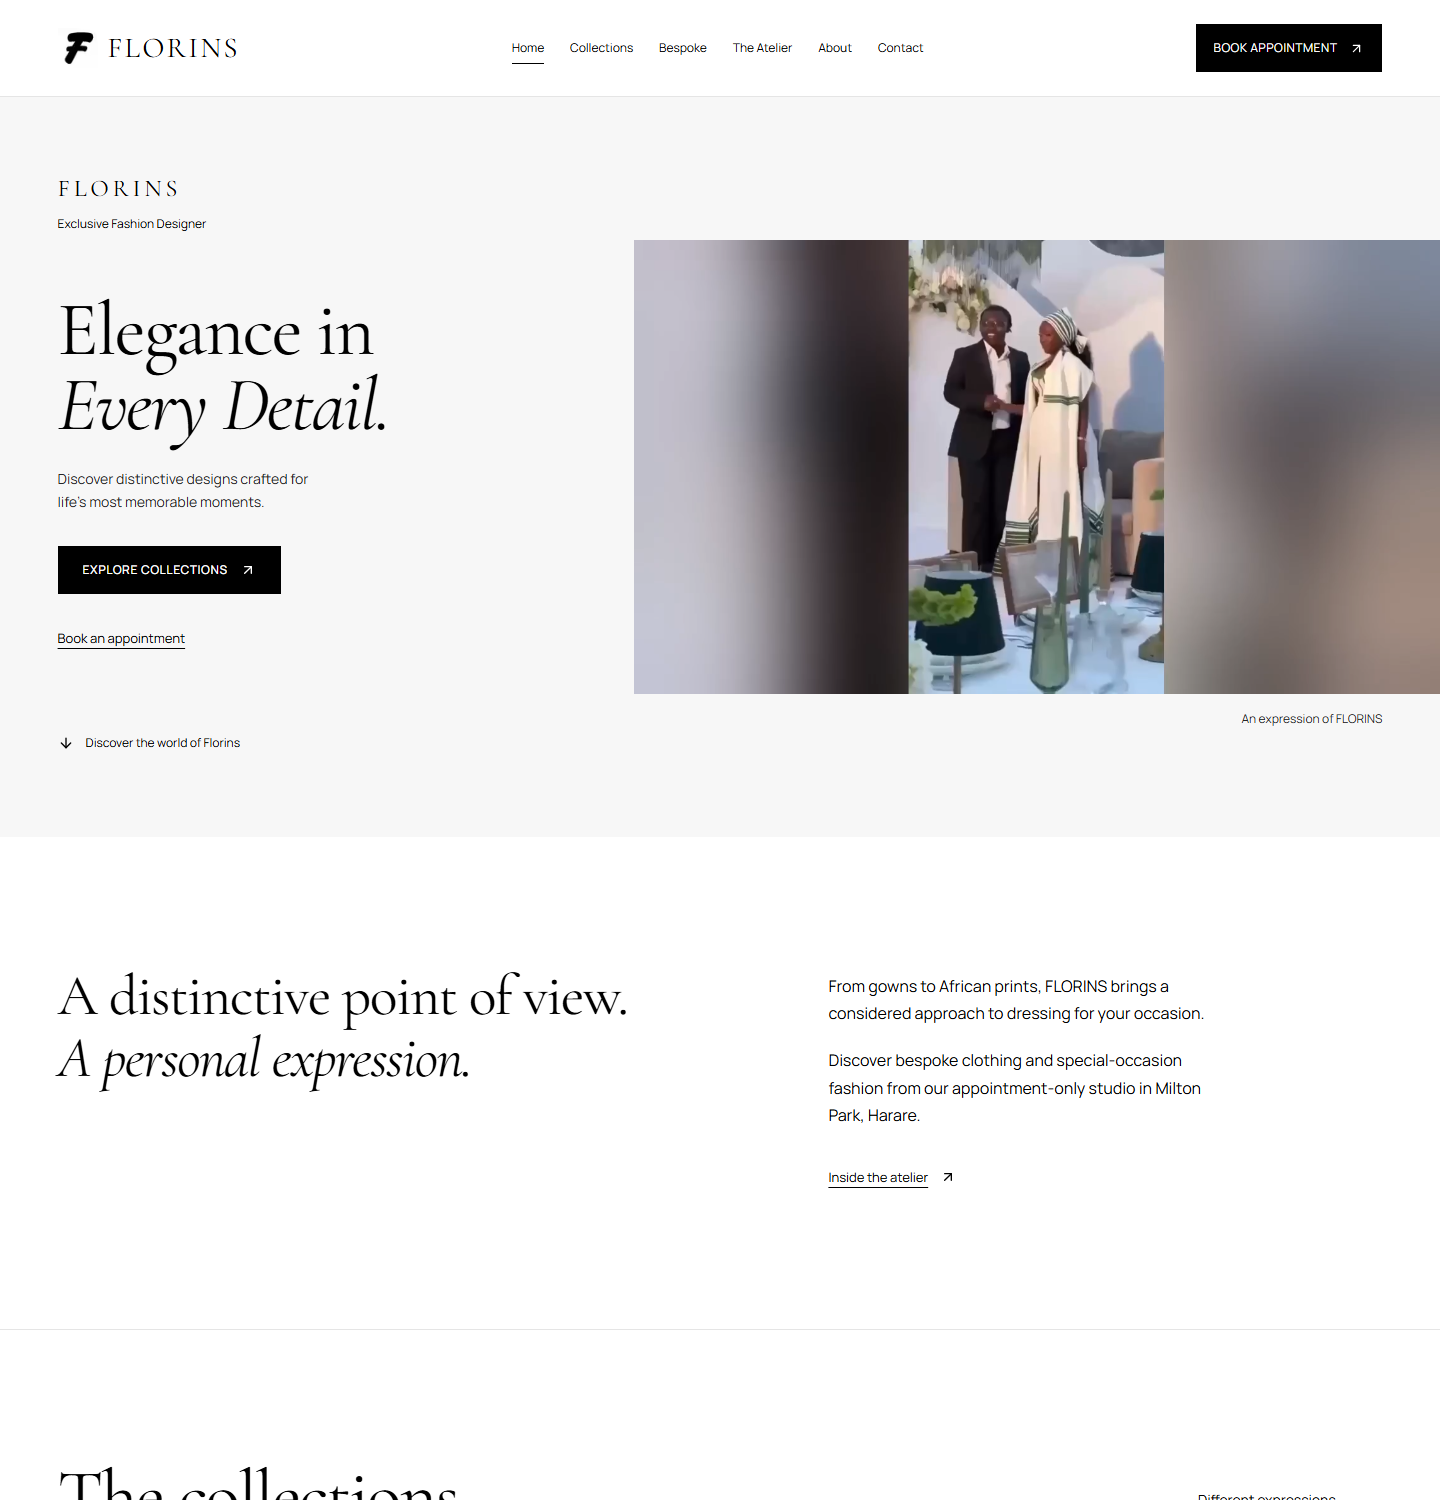 F FLORINS
Home Collections Bespoke The Atelier About Contact
BOOK APPOINTMENT
FLORINS
Exclusive Fashion Designer
Elegance in
Every Detail.
Discover distinctive designs crafted for
life's most memorable moments.
EXPLORE COLLECTIONS
Book an appointment
An expression of FLORINS
Discover the world of Florins
A distinctive point of view.
A personal expression.
From gowns to African prints, FLORINS brings a
considered approach to dressing for your occasion.
Discover bespoke clothing and special-occasion
fashion from our appointment-only studio in Milton
Park, Harare.
Inside the atelier
The collections
Different expressions